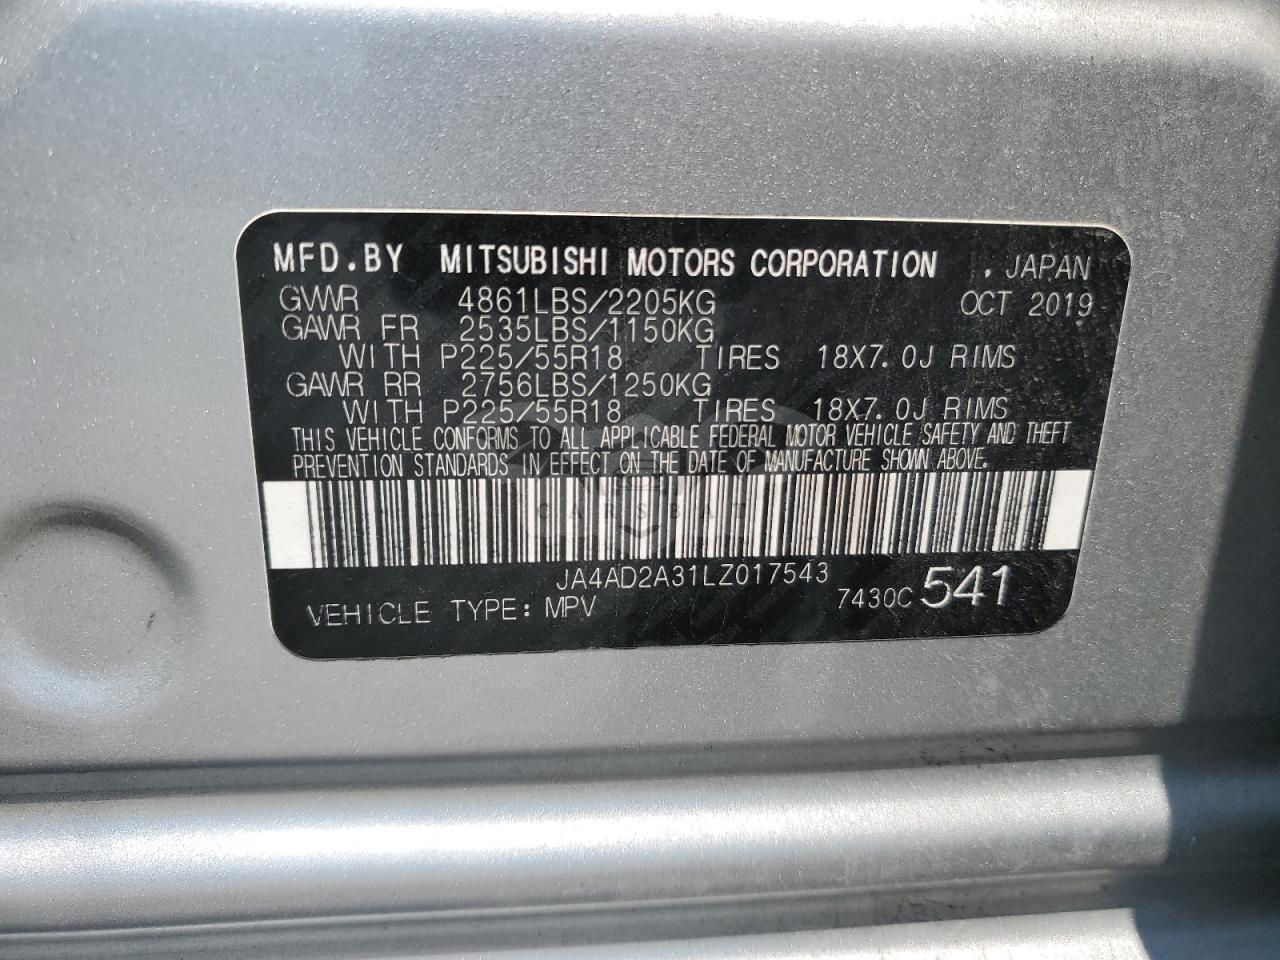 MFD.BY MITSUBISHI MOTORS CORPORATION . JAPAN
GVWR 4861LBS/2205KG OCT 2019
GAWR FR 2535LBS/1150KG
WITH P225/55R18 TIRES 18X7.0J RIMS
GAWR RR 2756LBS/1250KG
WITH P225/55R18 TIRES 18X7.0J RIMS
THIS VEHICLE CONFORMS TO ALL APPLICABLE FEDERAL MOTOR VEHICLE SAFETY AND THEFT
PREVENTION STANDARDS IN EFFECT ON THE DATE OF MANUFACTURE SHOWN ABOVE.
JA4AD2A31LZ017543
VEHICLE TYPE: MPV 7430C 541